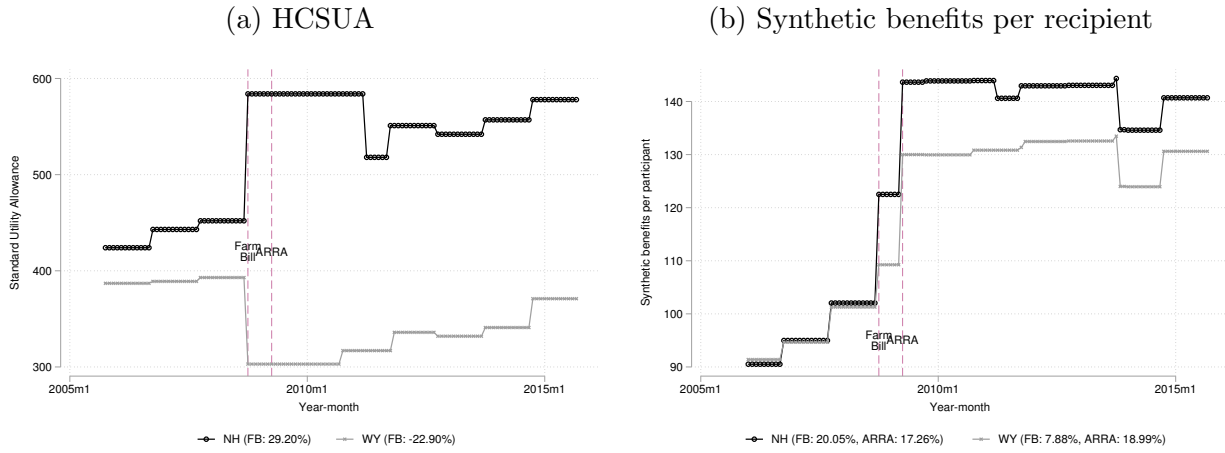 (a) HCSUA
Standard Utility Allowance
600
500
400
300
Farm
Bill
ARRA
2005m1
2010m1
2015m1
Year-month
NH (FB: 29.20%)
WY (FB: -22.90%)
(b) Synthetic benefits per recipient
Synthetic benefits per participant
140
130
120
110
100
90
Farm
Bill
ARRA
2005m1
2010m1
2015m1
Year-month
NH (FB: 20.05%, ARRA: 17.26%)
WY (FB: 7.88%, ARRA: 18.99%)